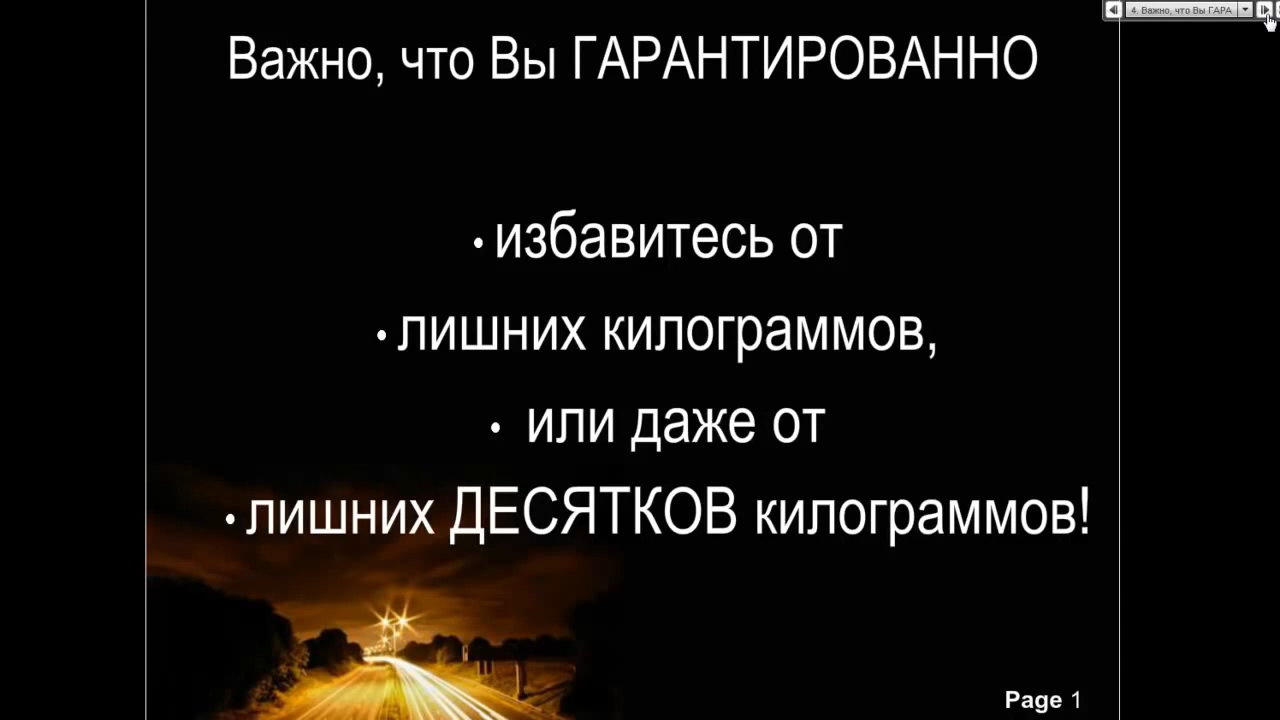 4. Важно, что Вы ГАРА
Важно, что Вы ГАРАНТИРОВАННО
• избавитесь от
• лишних килограммов,
• или даже от
• лишних ДЕСЯТКОВ килограммов!
Page 1